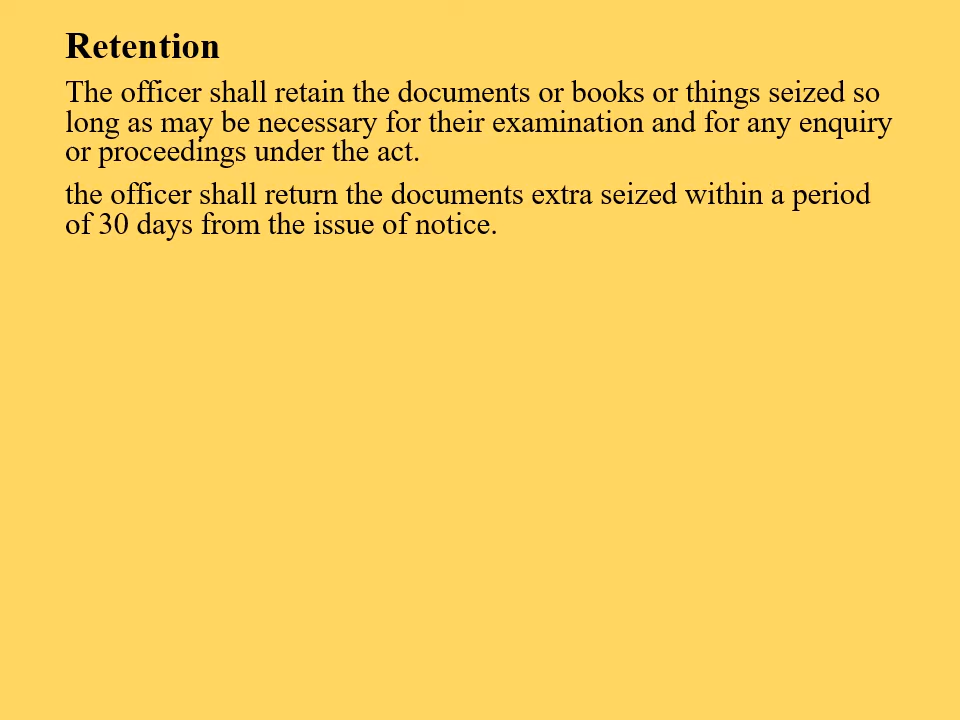 Retention
The officer shall retain the documents or books or things seized so
long as may be necessary for their examination and for any enquiry
or proceedings under the act.
the officer shall return the documents extra seized within a period
of 30 days from the issue of notice.